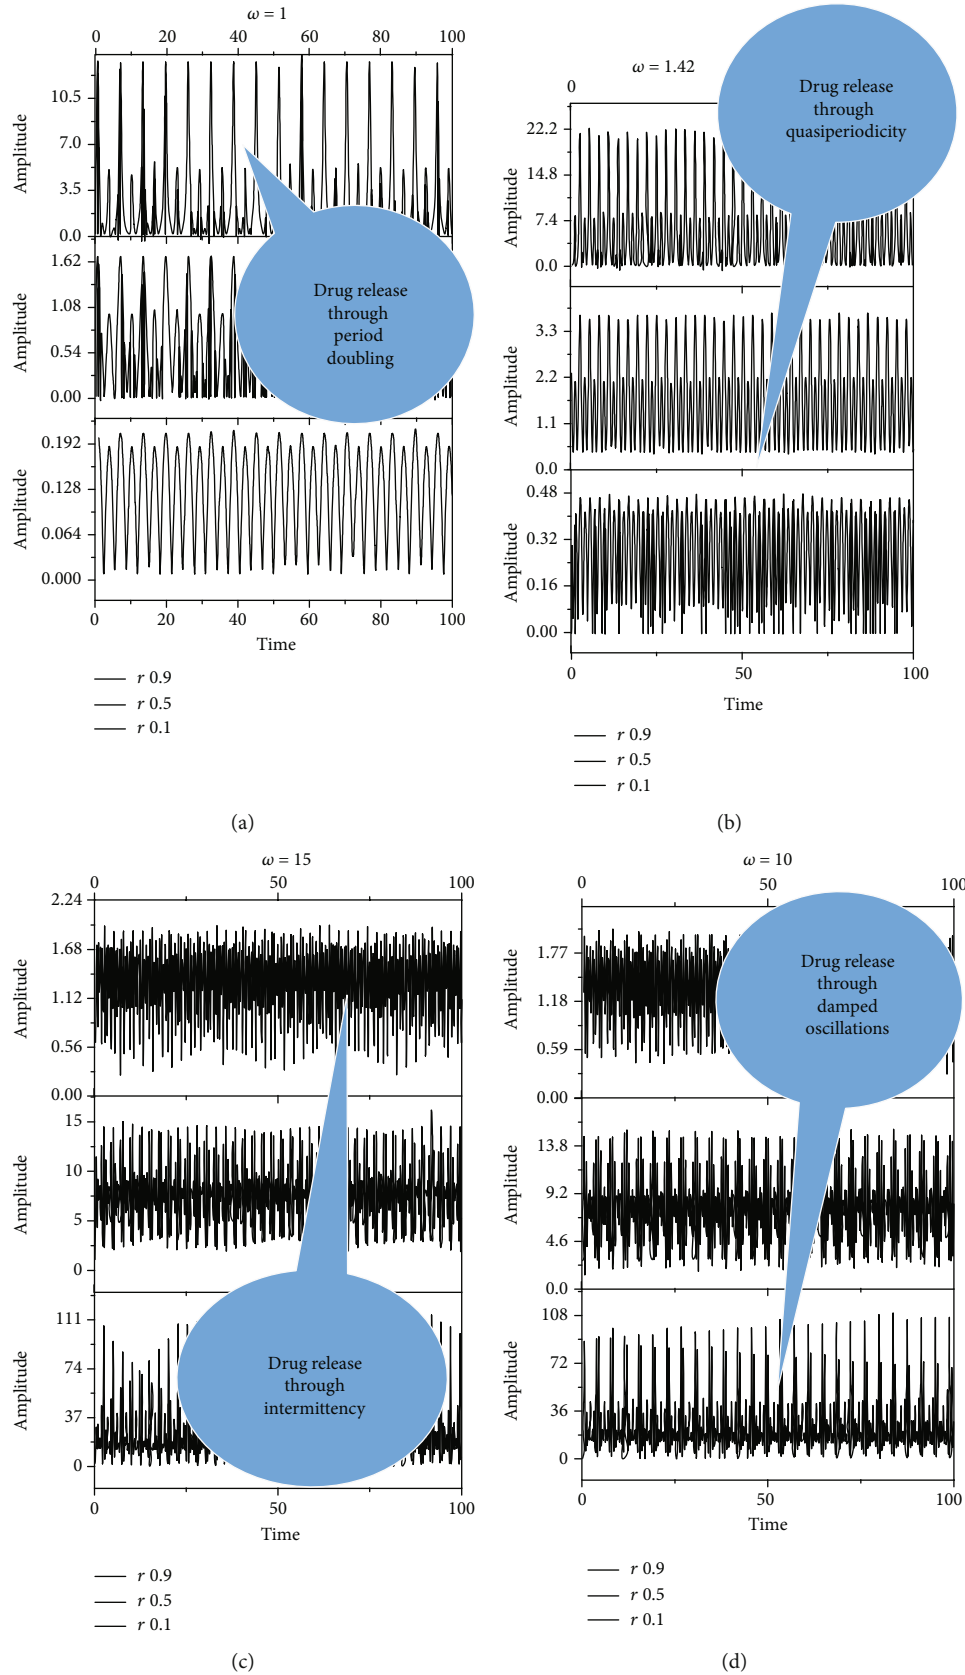 ω = 1
0 20 40 60 80 100
10.5
7.0
3.5
0.0
Amplitude
1.62
1.08
0.54
0.00
Amplitude
0.192
0.128
0.064
0.000
Amplitude
0 20 40 60 80 100
Time
Drug release
through
period
doubling
r 0.9
r 0.5
r 0.1
(a)
ω = 1.42
0
22.2
14.8
7.4
0.0
Amplitude
3.3
2.2
1.1
0.0
Amplitude
0.48
0.32
0.16
0.00
Amplitude
0 50 100
Time
Drug release
through
quasiperiodicity
r 0.9
r 0.5
r 0.1
(b)
ω = 15
0 50 100
2.24
1.68
1.12
0.56
0.00
Amplitude
15
10
5
0
Amplitude
111
74
37
0
Amplitude
0 50 100
Time
Drug release
through
intermittency
r 0.9
r 0.5
r 0.1
(c)
ω = 10
0 50 100
1.77
1.18
0.59
0.00
Amplitude
13.8
9.2
4.6
0.0
Amplitude
108
72
36
0
Amplitude
0 50 100
Time
Drug release
through
damped
oscillations
r 0.9
r 0.5
r 0.1
(d)